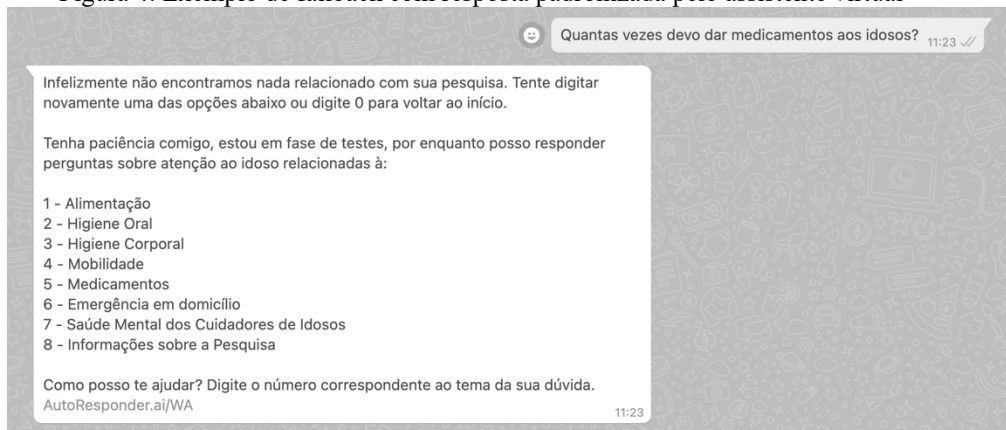 Quantas vezes devo dar medicamentos aos idosos?
11:23
Infelizmente não encontramos nada relacionado com sua pesquisa. Tente digitar
novamente uma das opções abaixo ou digite 0 para voltar ao início.
Tenha paciência comigo, estou em fase de testes, por enquanto posso responder
perguntas sobre atenção ao idoso relacionadas à:
1 - Alimentação
2 - Higiene Oral
3 - Higiene Corporal
4 - Mobilidade
5 - Medicamentos
6 - Emergência em domicílio
7 - Saúde Mental dos Cuidadores de Idosos
8 - Informações sobre a Pesquisa
Como posso te ajudar? Digite o número correspondente ao tema da sua dúvida.
AutoResponder.ai/WA
11:23